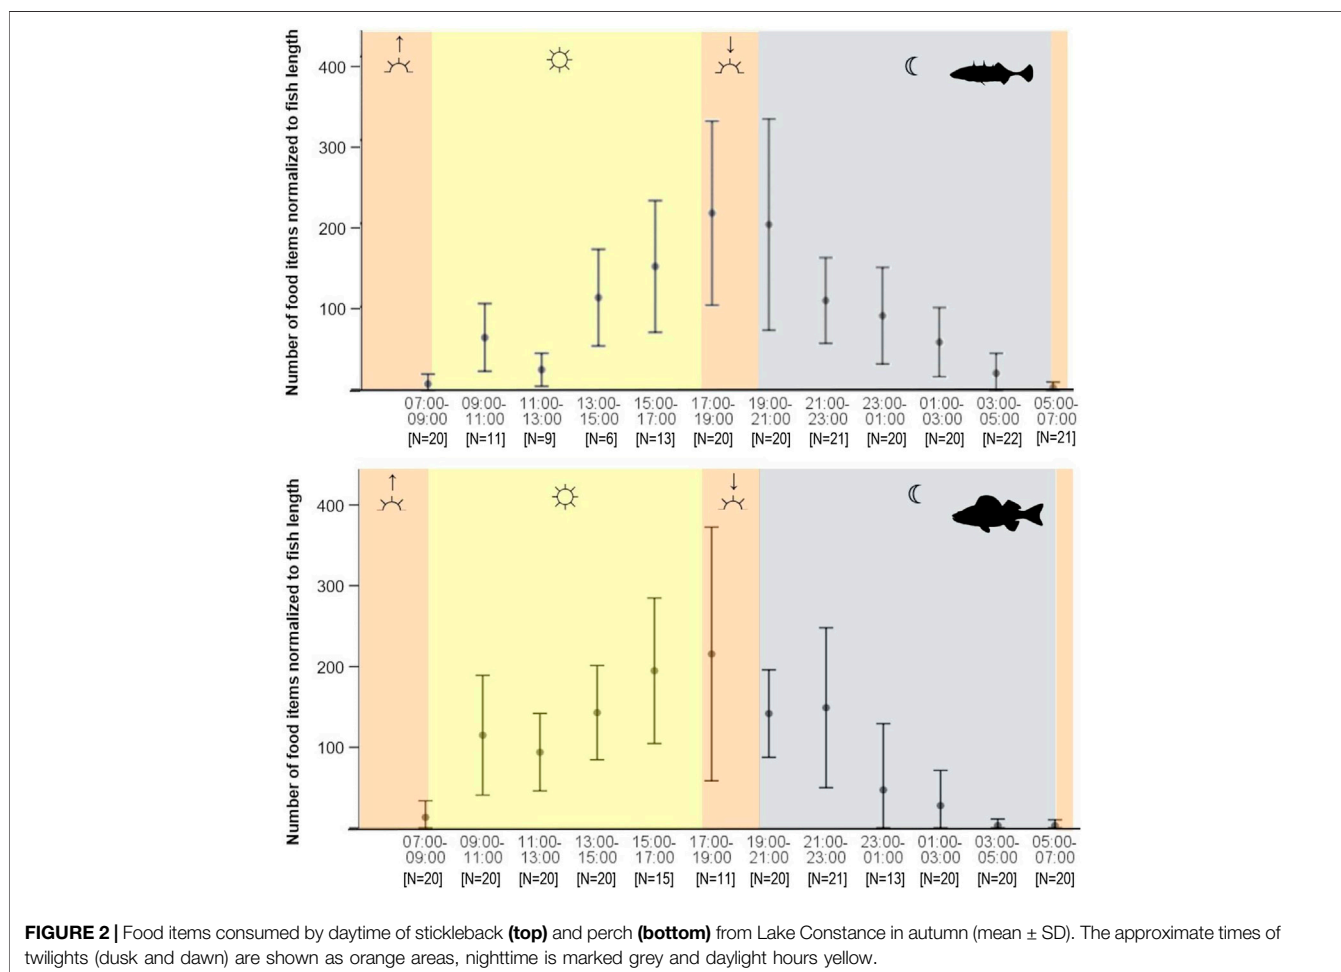 Number of food items normalized to fish length
400
300
200
100
07:00- 09:00- 11:00- 13:00- 15:00- 17:00- 19:00- 21:00- 23:00- 01:00- 03:00- 05:00-
09:00 11:00 13:00 15:00 17:00 19:00 21:00 23:00 01:00 03:00 05:00 07:00
[N=20] [N=11] [N=9] [N=6] [N=13] [N=20] [N=20] [N=21] [N=20] [N=20] [N=22] [N=21]
Number of food items normalized to fish length
400
300
200
100
07:00- 09:00- 11:00- 13:00- 15:00- 17:00- 19:00- 21:00- 23:00- 01:00- 03:00- 05:00-
09:00 11:00 13:00 15:00 17:00 19:00 21:00 23:00 01:00 03:00 05:00 07:00
[N=20] [N=20] [N=20] [N=20] [N=15] [N=11] [N=20] [N=21] [N=13] [N=20] [N=20] [N=20]
FIGURE 2 | Food items consumed by daytime of stickleback (top) and perch (bottom) from Lake Constance in autumn (mean ± SD). The approximate times of
twilights (dusk and dawn) are shown as orange areas, nighttime is marked grey and daylight hours yellow.